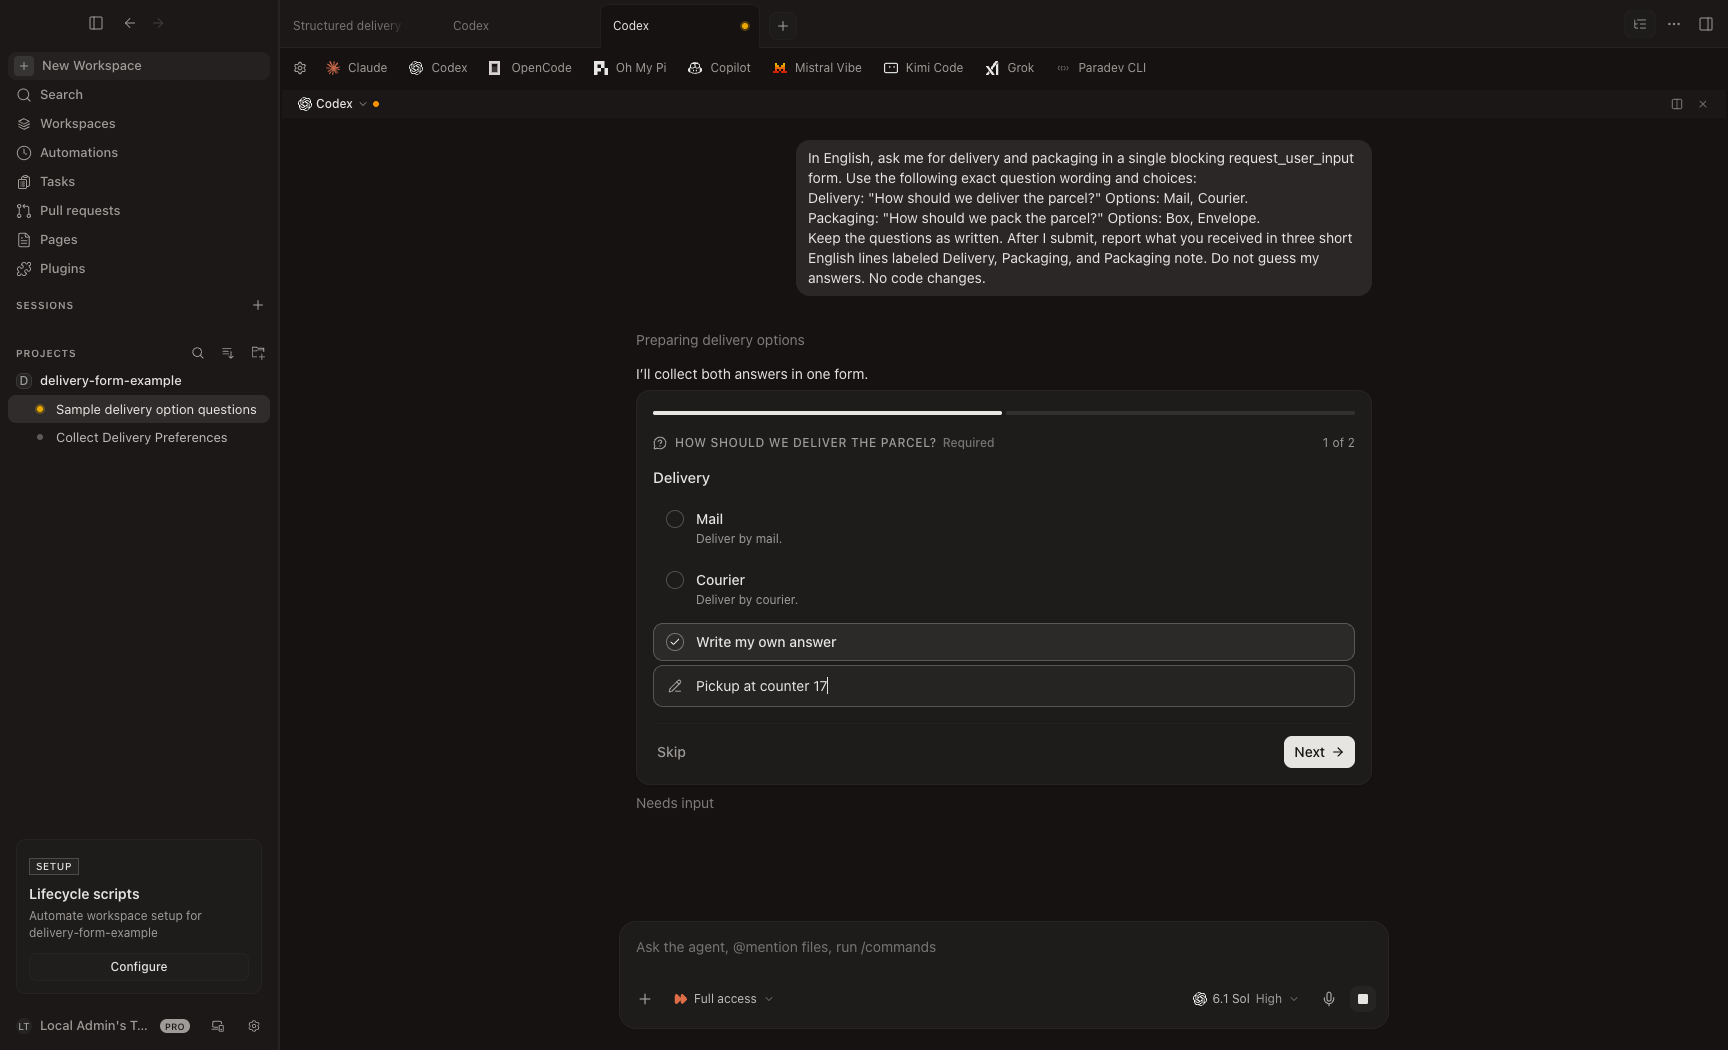 Structured delivery
Codex
Codex
New Workspace
Search
Workspaces
Automations
Tasks
Pull requests
Pages
Plugins
SESSIONS
PROJECTS
D delivery-form-example
Sample delivery option questions
Collect Delivery Preferences
SETUP
Lifecycle scripts
Automate workspace setup for
delivery-form-example
Configure
LT Local Admin's T... PRO
Claude
Codex
OpenCode
Oh My Pi
Copilot
Mistral Vibe
Kimi Code
Grok
Paradev CLI
Codex
In English, ask me for delivery and packaging in a single blocking request_user_input
form. Use the following exact question wording and choices:
Delivery: "How should we deliver the parcel?" Options: Mail, Courier.
Packaging: "How should we pack the parcel?" Options: Box, Envelope.
Keep the questions as written. After I submit, report what you received in three short
English lines labeled Delivery, Packaging, and Packaging note. Do not guess my
answers. No code changes.
Preparing delivery options
I'll collect both answers in one form.
HOW SHOULD WE DELIVER THE PARCEL? Required 1 of 2
Delivery
Mail
Deliver by mail.
Courier
Deliver by courier.
Write my own answer
Pickup at counter 17
Skip
Next
Needs input
Ask the agent, @mention files, run /commands
Full access
6.1 Sol High